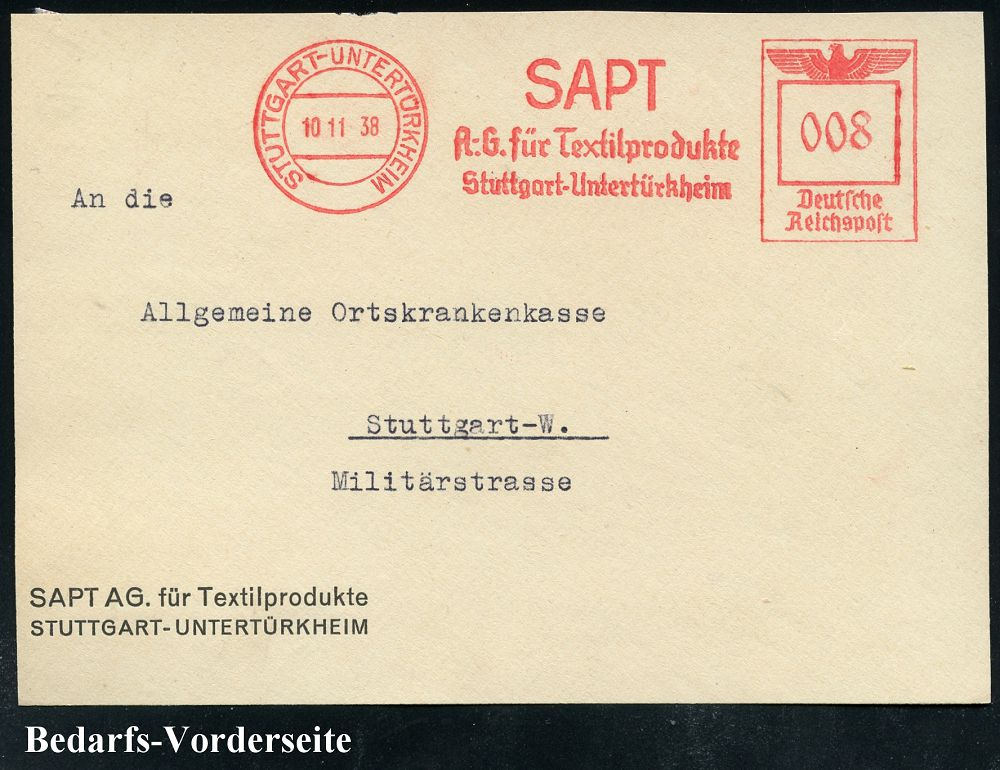 STUTTGART-UNTERTÜRKHEIM
10 11 38
SAPT
A.-G. für Textilprodukte
Stuttgart-Untertürkheim
008
Deutsche
Reichspost
An die
Allgemeine Ortskrankenkasse
Stuttgart-W.
Militärstrasse
SAPT AG. für Textilprodukte
STUTTGART-UNTERTÜRKHEIM
Bedarfs-Vorderseite